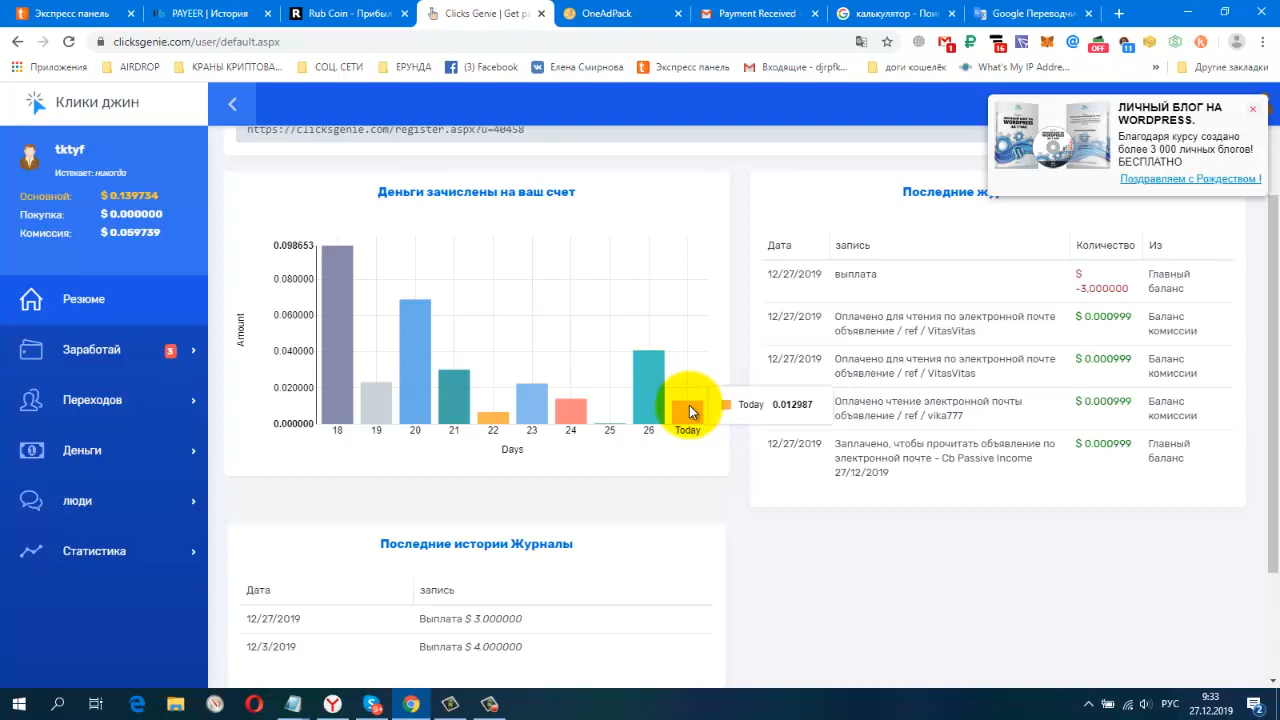 Экспресс панель
PAYEER | История
Rub Coin - Прибыл
Clicks Genie | Get p
OneAdPack
Payment Received
калькулятор - Пои
Google Переводч
clicksgenie.com/user/default.aspx
1
16
OFF
11
Приложения
AIRDROP
КРАНЫ КРИПТОВА...
СОЦ. СЕТИ
ЕРУНДА
(3) Facebook
Елена Смирнова
Экспресс панель
Входящие - djrpfk...
доги кошелёк
What's My IP Addre...
»
Другие закладки
Клики джин
https://clicksgenie.com/register.aspx?u=40458
ЛИЧНЫЙ БЛОГ НА
WORDPRESS.
Благодаря курсу создано
более 3 000 личных блогов!
БЕСПЛАТНО
Поздравляем с Рождеством !
tktyf
Истекает: никогда
Основной: $ 0.139734
Покупка: $ 0.000000
Комиссия: $ 0.059739
Резюме
Заработай 3
Переходов
Деньги
люди
Статистика
Деньги зачислены на ваш счет
0.098653
0.080000
0.060000
0.040000
0.020000
0.000000
Amount
18 19 20 21 22 23 24 25 26 Today
Days
Today 0.012987
Последние жу
Дата запись Количество Из
12/27/2019 выплата $ -3,000000 Главный
баланс
12/27/2019 Оплачено для чтения по электронной почте $ 0.000999 Баланс
объявление / ref / VitasVitas комиссии
12/27/2019 Оплачено для чтения по электронной почте $ 0.000999 Баланс
объявление / ref / VitasVitas комиссии
12/27/2019 Оплачено чтение электронной почты $ 0.000999 Баланс
объявление / ref / vika777 комиссии
12/27/2019 Заплачено, чтобы прочитать объявление по $ 0.000999 Главный
электронной почте - Cb Passive Income баланс
27/12/2019
Последние истории Журналы
Дата запись
12/27/2019 Выплата $ 3.000000
12/3/2019 Выплата $ 4.000000
РУС
9:33
27.12.2019
2